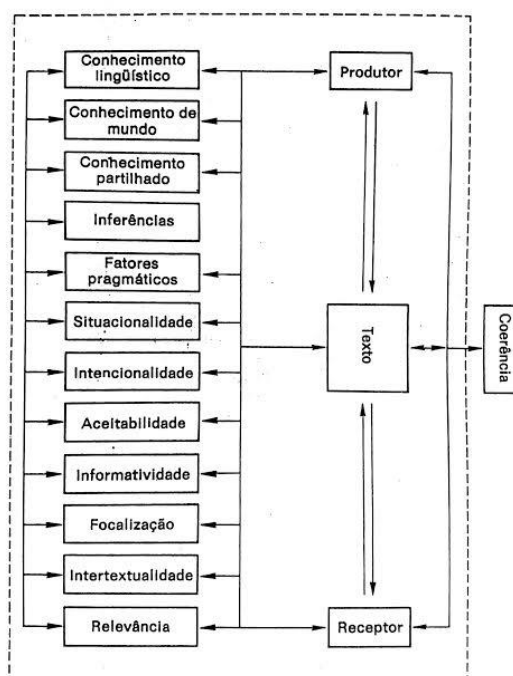 Conhecimento
lingüístico
Conhecimento de
mundo
Conhecimento
partilhado
Inferências
Fatores
pragmáticos
Situacionalidade
Intencionalidade
Aceitabilidade
Informatividade
Focalização
Intertextualidade
Relevância
Produtor
Texto
Receptor
Coerência